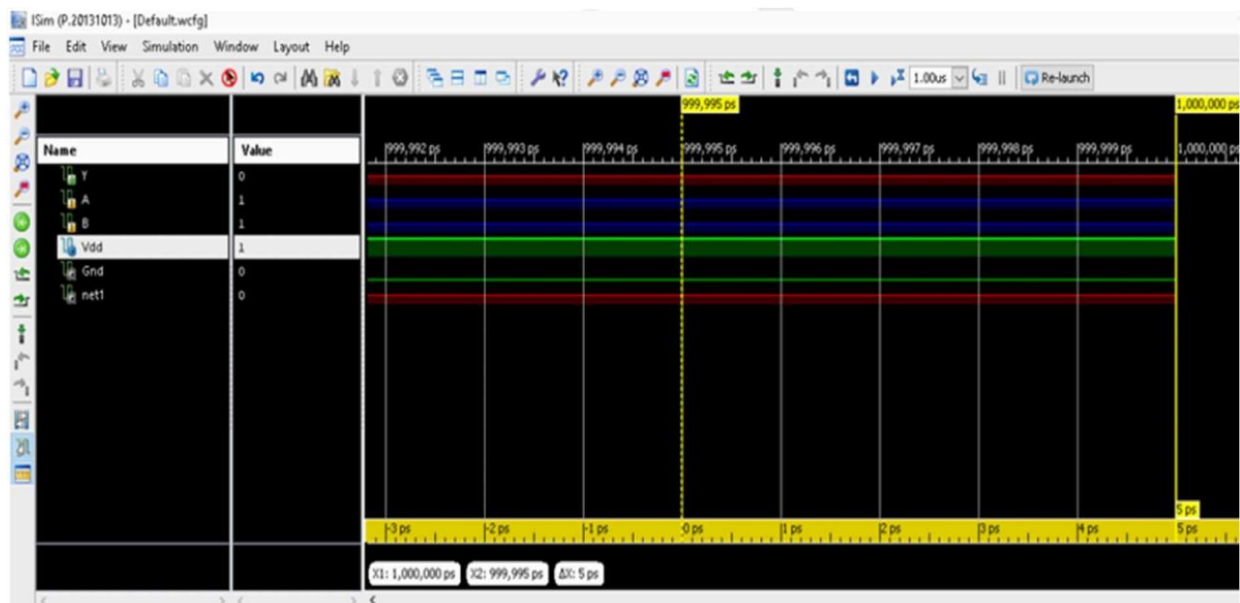 ISim (P.20131013) - [Default.wcfg]
File Edit View Simulation Window Layout Help
1.00us Re-launch
999,995 ps 1,000,000 ps
Name Value
999,992 ps 999,993 ps 999,994 ps 999,995 ps 999,996 ps 999,997 ps 999,998 ps 999,999 ps 1,000,000 ps
Y 0
A 1
B 1
Vdd 1
Gnd 0
net1 0
5 ps
-3 ps -2 ps -1 ps 0 ps 1 ps 2 ps 3 ps 4 ps 5 ps
X1: 1,000,000 ps X2: 999,995 ps ΔX: 5 ps